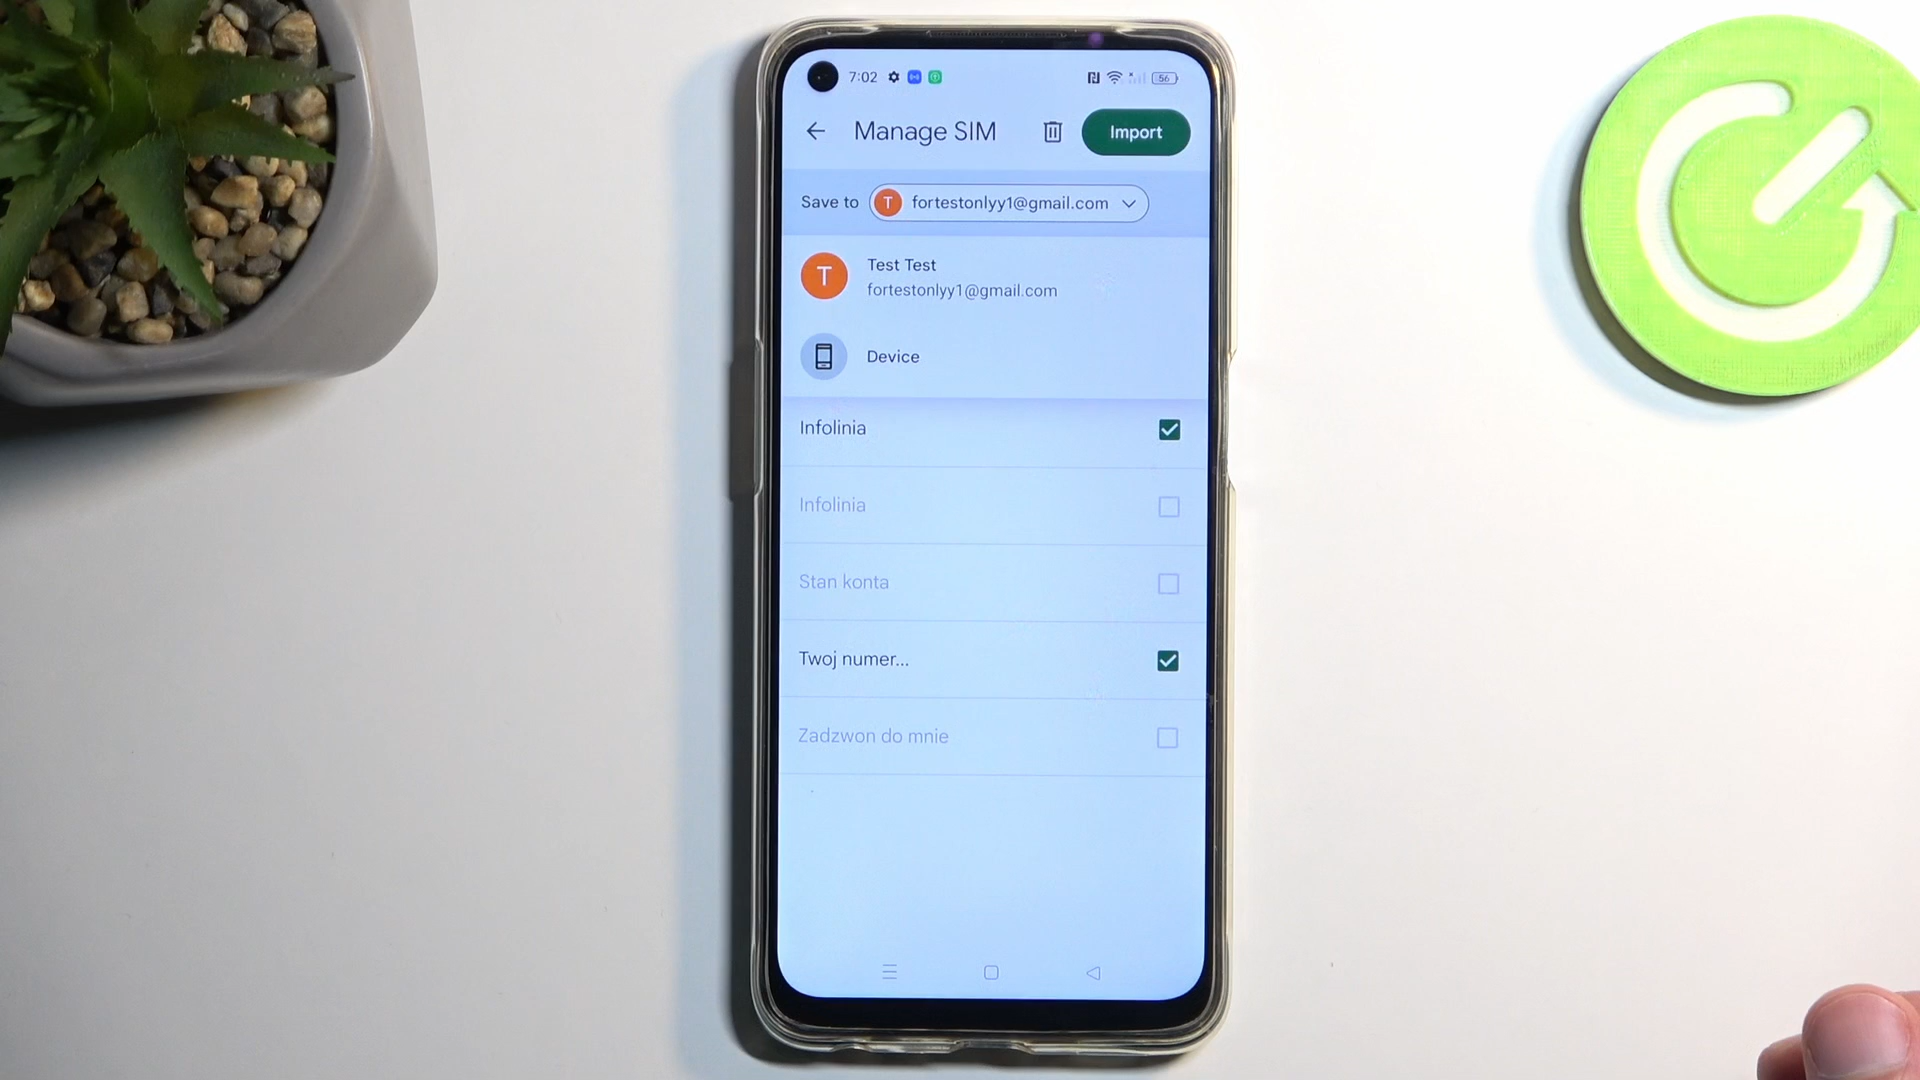 7:02
56
Manage SIM
Import
Save to
T
fortestonlyy1@gmail.com
T
Test Test
fortestonlyy1@gmail.com
Device
Infolinia
Infolinia
Stan konta
Twoj numer...
Zadzwon do mnie